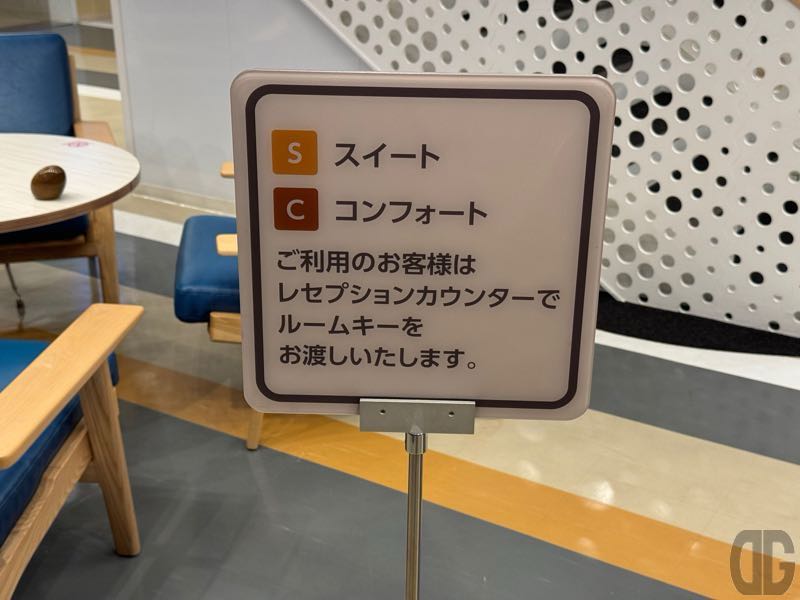 S スイート
C コンフォート
ご利用のお客様は
レセプションカウンターで
ルームキーを
お渡しいたします。
DG